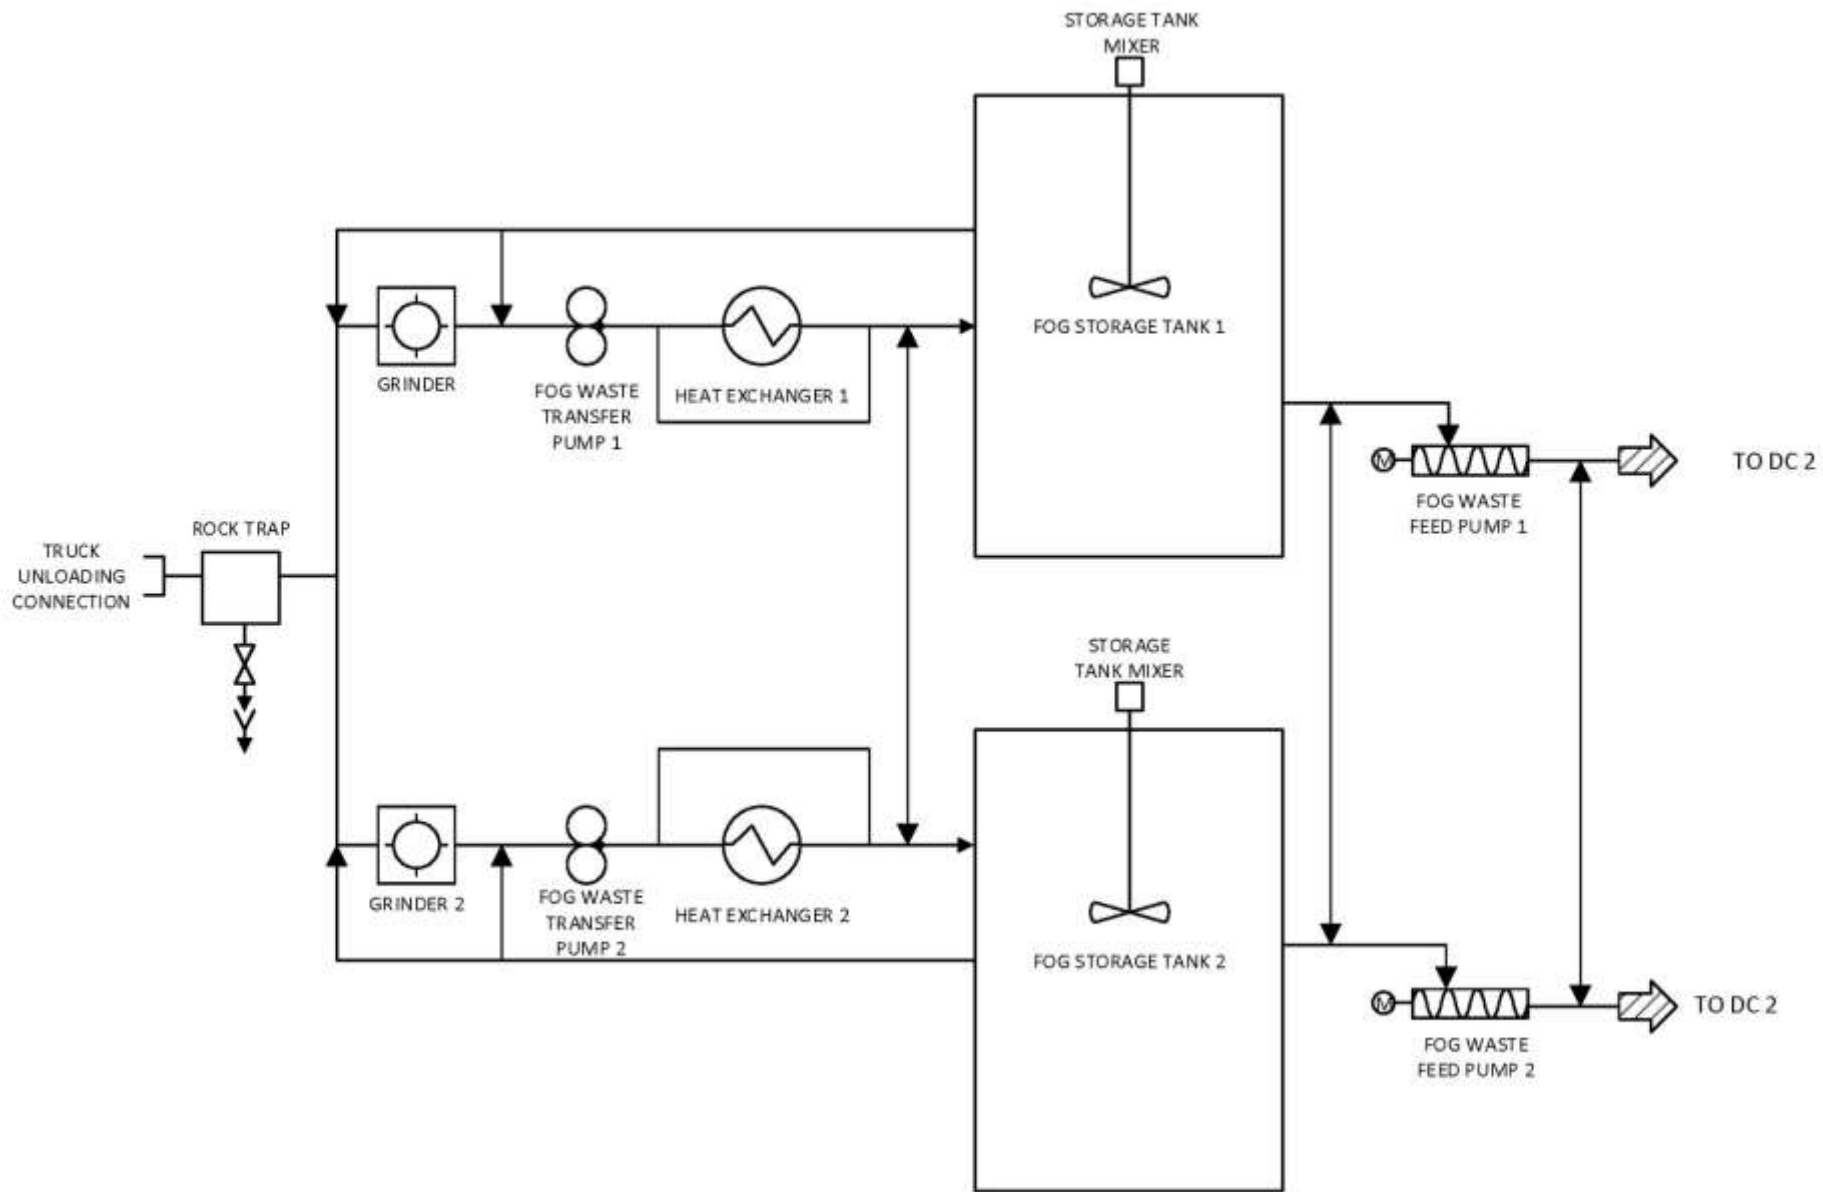 STORAGE TANK
MIXER
FOG STORAGE TANK 1
GRINDER
FOG WASTE
TRANSFER
PUMP 1
HEAT EXCHANGER 1
M
TO DC 2
FOG WASTE
FEED PUMP 1
ROCK TRAP
TRUCK
UNLOADING
CONNECTION
STORAGE
TANK MIXER
GRINDER 2
FOG WASTE
TRANSFER
PUMP 2
HEAT EXCHANGER 2
FOG STORAGE TANK 2
M
TO DC 2
FOG WASTE
FEED PUMP 2